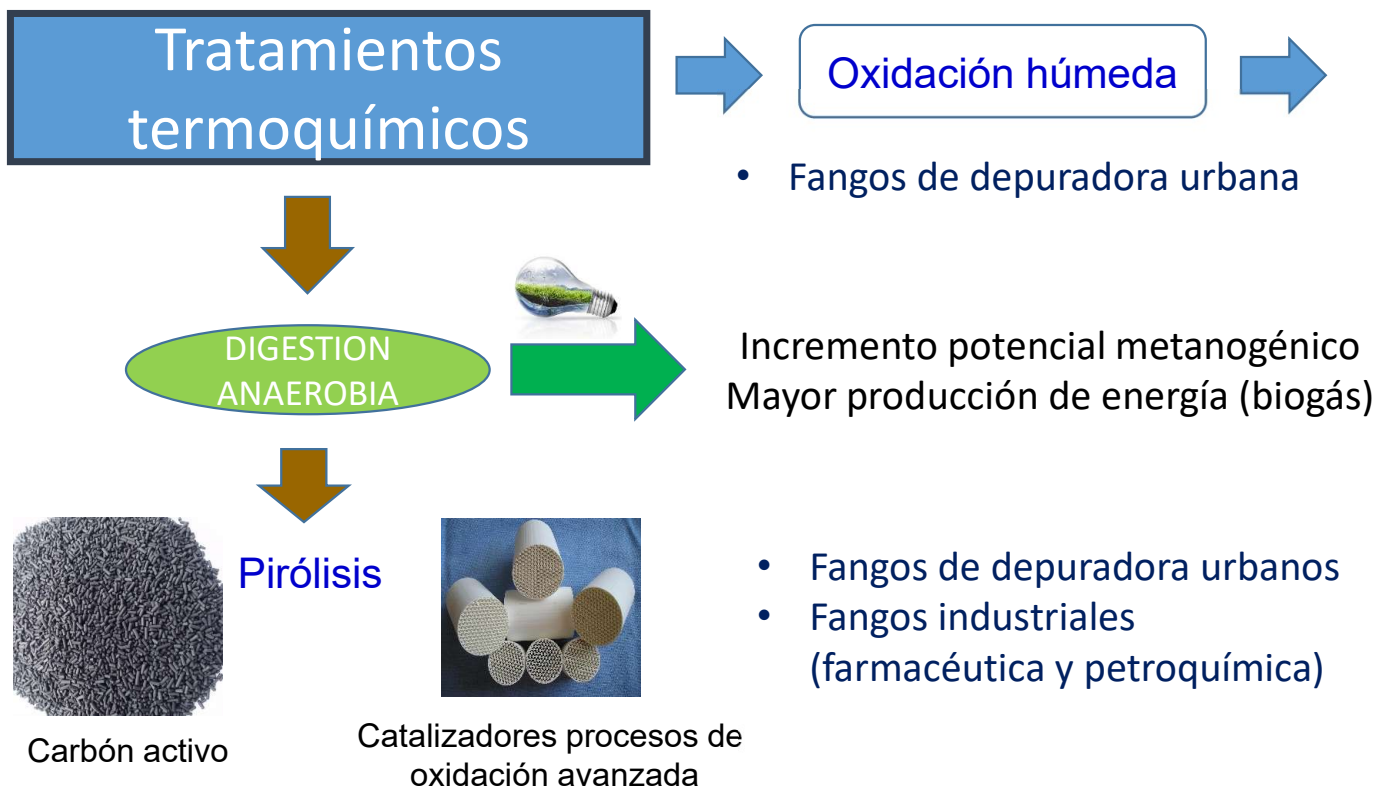 Tratamientos
termoquímicos
Oxidación húmeda
• Fangos de depuradora urbana
DIGESTION
ANAEROBIA
Incremento potencial metanogénico
Mayor producción de energía (biogás)
Pirólisis
• Fangos de depuradora urbanos
• Fangos industriales
(farmacéutica y petroquímica)
Carbón activo
Catalizadores procesos de
oxidación avanzada